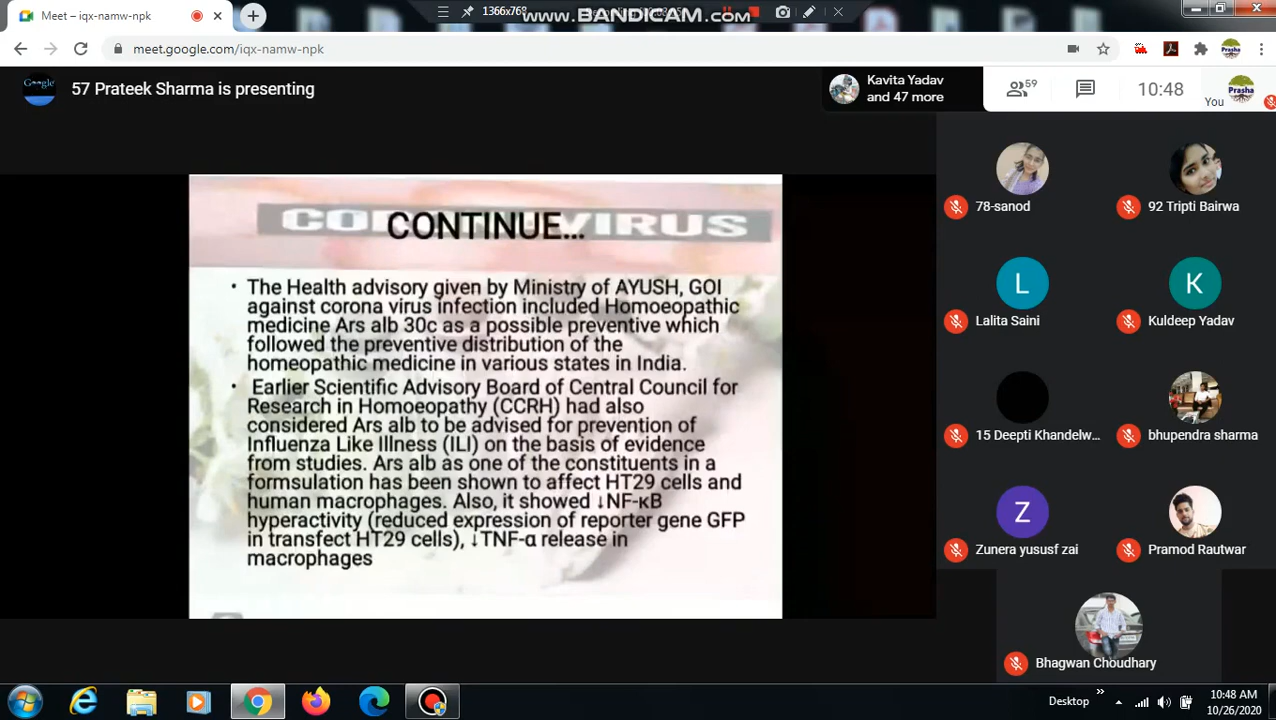 Meet – iqx-namw-npk
1366x768
www.BANDICAM.com
meet.google.com/iqx-namw-npk
Google
57 Prateek Sharma is presenting
Kavita Yadav
and 47 more
59
10:48
You
Prasha
CONTINUE...
• The Health advisory given by Ministry of AYUSH, GOI
against corona virus infection included Homoeopathic
medicine Ars alb 30c as a possible preventive which
followed the preventive distribution of the
homeopathic medicine in various states in India.
• Earlier Scientific Advisory Board of Central Council for
Research in Homoeopathy (CCRH) had also
considered Ars alb to be advised for prevention of
Influenza Like Illness (ILI) on the basis of evidence
from studies. Ars alb as one of the constituents in a
formsulation has been shown to affect HT29 cells and
human macrophages. Also, it showed ↓NF-κB
hyperactivity (reduced expression of reporter gene GFP
in transfect HT29 cells), ↓TNF-α release in
macrophages
78-sanod
92 Tripti Bairwa
L
Lalita Saini
K
Kuldeep Yadav
15 Deepti Khandelw...
bhupendra sharma
Z
Zunera yususf zai
Pramod Rautwar
Bhagwan Choudhary
Desktop
10:48 AM
10/26/2020